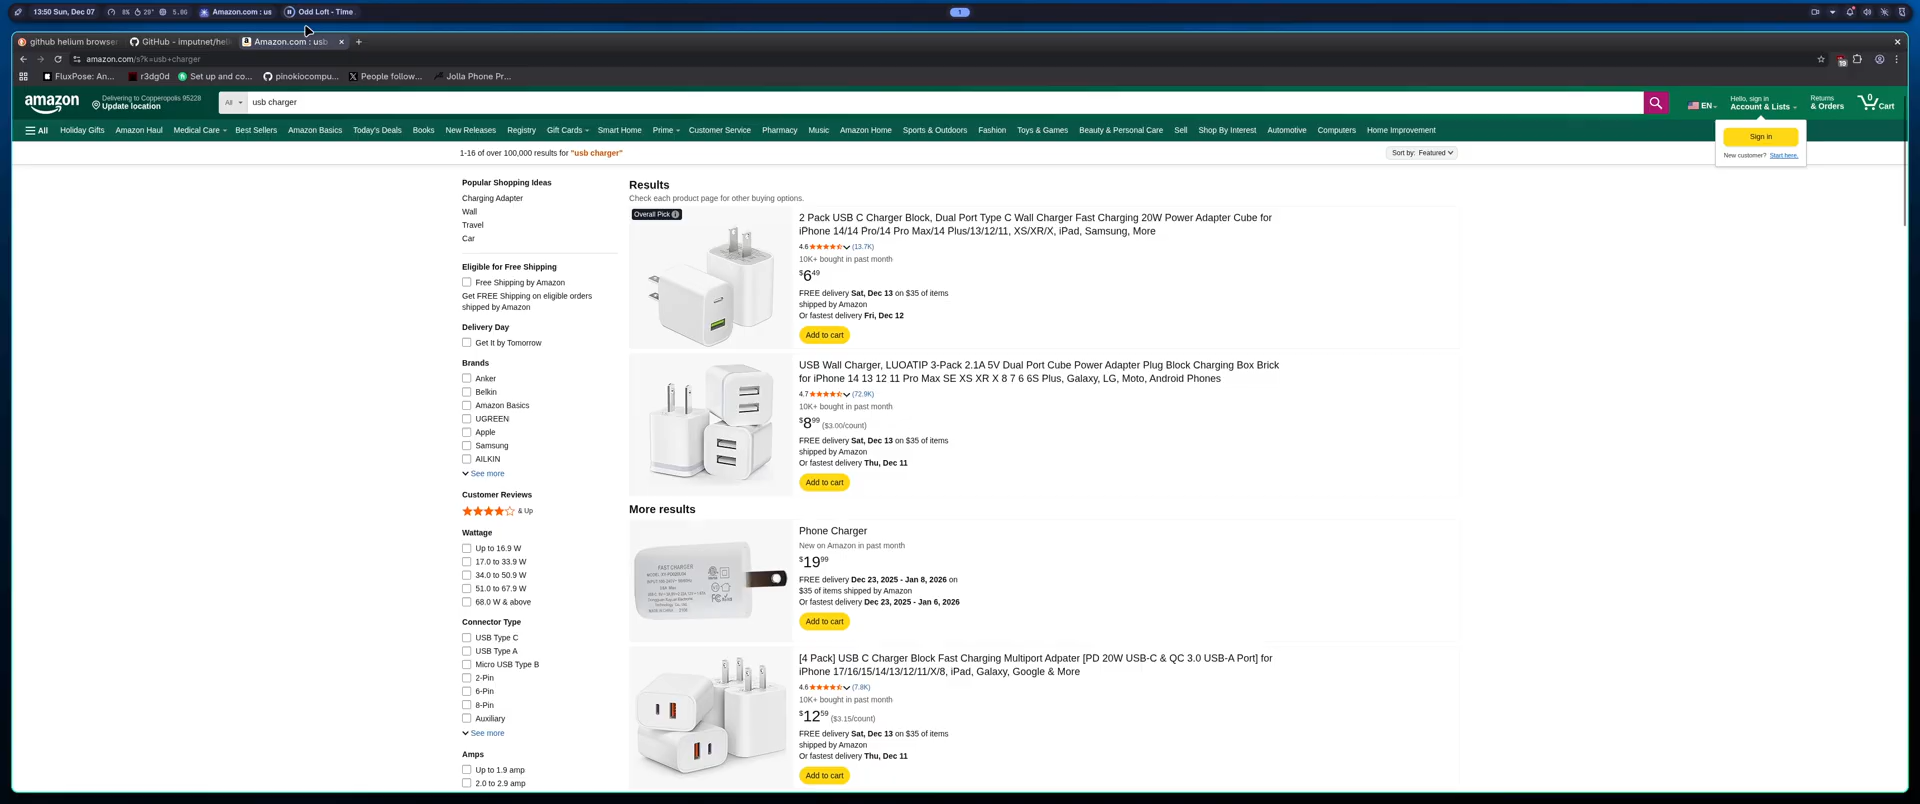 13:50 Sun, Dec 07
8%
28°
5.0G
Amazon.com : us
Odd Loft - Time
1
github helium browse
GitHub - imputnet/heli
Amazon.com : usb
amazon.com/s?k=usb+charger
19
FluxPose: An...
r3dg0d
Set up and co...
pinokiocompu...
People follow...
Jolla Phone Pr...
amazon
Delivering to Copperopolis 95228
Update location
All
usb charger
EN
Hello, sign in
Account & Lists
Returns
& Orders
0
Cart
All
Holiday Gifts
Amazon Haul
Medical Care
Best Sellers
Amazon Basics
Today's Deals
Books
New Releases
Registry
Gift Cards
Smart Home
Prime
Customer Service
Pharmacy
Music
Amazon Home
Sports & Outdoors
Fashion
Toys & Games
Beauty & Personal Care
Sell
Shop By Interest
Automotive
Computers
Home Improvement
Sign in
New customer? Start here.
1-16 of over 100,000 results for "usb charger"
Sort by: Featured
Popular Shopping Ideas
Charging Adapter
Wall
Travel
Car
Eligible for Free Shipping
Free Shipping by Amazon
Get FREE Shipping on eligible orders
shipped by Amazon
Delivery Day
Get It by Tomorrow
Brands
Anker
Belkin
Amazon Basics
UGREEN
Apple
Samsung
AILKIN
See more
Customer Reviews
& Up
Wattage
Up to 16.9 W
17.0 to 33.9 W
34.0 to 50.9 W
51.0 to 67.9 W
68.0 W & above
Connector Type
USB Type C
USB Type A
Micro USB Type B
2-Pin
6-Pin
8-Pin
Auxiliary
See more
Amps
Up to 1.9 amp
2.0 to 2.9 amp
Results
Check each product page for other buying options.
Overall Pick
2 Pack USB C Charger Block, Dual Port Type C Wall Charger Fast Charging 20W Power Adapter Cube for
iPhone 14/14 Pro/14 Pro Max/14 Plus/13/12/11, XS/XR/X, iPad, Samsung, More
4.6 (13.7K)
10K+ bought in past month
$6 49
FREE delivery Sat, Dec 13 on $35 of items
shipped by Amazon
Or fastest delivery Fri, Dec 12
Add to cart
USB Wall Charger, LUOATIP 3-Pack 2.1A 5V Dual Port Cube Power Adapter Plug Block Charging Box Brick
for iPhone 14 13 12 11 Pro Max SE XS XR X 8 7 6 6S Plus, Galaxy, LG, Moto, Android Phones
4.7 (72.9K)
10K+ bought in past month
$8 99 ($3.00/count)
FREE delivery Sat, Dec 13 on $35 of items
shipped by Amazon
Or fastest delivery Thu, Dec 11
Add to cart
More results
FAST CHARGER
Phone Charger
New on Amazon in past month
$19 99
FREE delivery Dec 23, 2025 - Jan 8, 2026 on
$35 of items shipped by Amazon
Or fastest delivery Dec 23, 2025 - Jan 6, 2026
Add to cart
[4 Pack] USB C Charger Block Fast Charging Multiport Adpater [PD 20W USB-C & QC 3.0 USB-A Port] for
iPhone 17/16/15/14/13/12/11/X/8, iPad, Galaxy, Google & More
4.6 (7.8K)
10K+ bought in past month
$12 59 ($3.15/count)
FREE delivery Sat, Dec 13 on $35 of items
shipped by Amazon
Or fastest delivery Thu, Dec 11
Add to cart